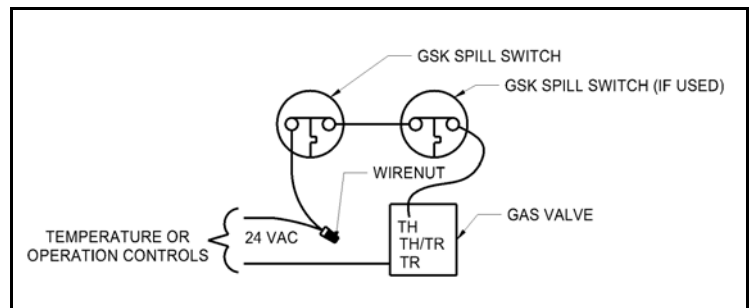 GSK SPILL SWITCH
GSK SPILL SWITCH (IF USED)
WIRENUT
TEMPERATURE OR
OPERATION CONTROLS
24 VAC
TH
TH/TR
TR
GAS VALVE